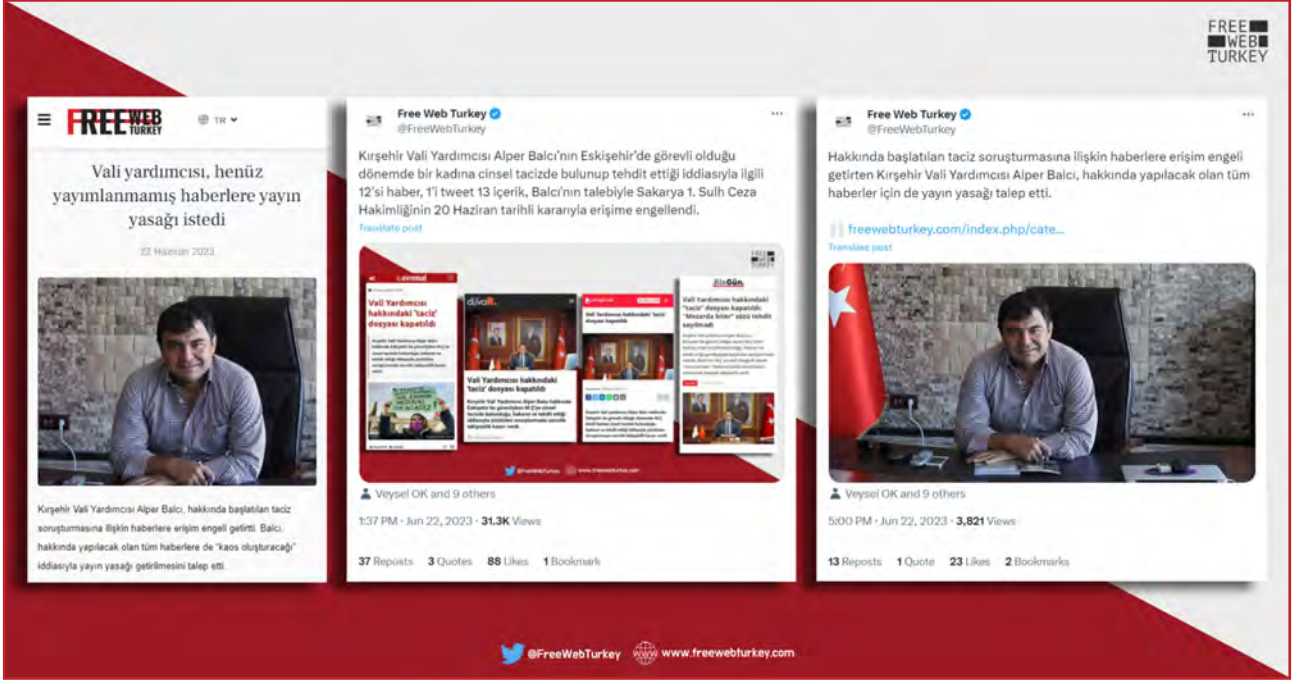 FREE
WEB
TURKEY
FREE WEB
TURKEY
TR
Vali yardımcısı, henüz
yayımlanmamış haberlere yayın
yasağı istedi
22 Haziran 2023
Kırşehir Vali Yardımcısı Alper Balcı, hakkında başlatılan taciz
soruşturmasına ilişkin haberlere erişim engeli getirtti. Balcı,
hakkında yapılacak olan tüm haberlere de "kaos oluşturacağı"
iddiasıyla yayın yasağı getirilmesini talep etti.
Free Web Turkey
@FreeWebTurkey
Kırşehir Vali Yardımcısı Alper Balcı'nın Eskişehir'de görevli olduğu
dönemde bir kadına cinsel tacizde bulunup tehdit ettiği iddiasıyla ilgili
12'si haber, 1'i tweet 13 içerik, Balcı'nın talebiyle Sakarya 1. Sulh Ceza
Hakimliğinin 20 Haziran tarihli kararıyla erişime engellendi.
Translate post
FREE
WEB
TURKEY
evrensel
Vali Yardımcısı
hakkındaki 'taciz'
dosyası kapatıldı
duvaR.
Vali Yardımcısı hakkındaki
'taciz' dosyası kapatıldı
Vali Yardımcısı hakkındaki 'taciz'
dosyası kapatıldı
BirGün
Vali Yardımcısı hakkındaki
"taciz" dosyası kapatıldı:
"Mezarda biter" sözü tehdit
sayılmadı
@FreeWebTurkey www.freewebturkey.com
Veysel OK and 9 others
1:37 PM · Jun 22, 2023 · 31.3K Views
37 Reposts 3 Quotes 88 Likes 1 Bookmark
Free Web Turkey
@FreeWebTurkey
Hakkında başlatılan taciz soruşturmasına ilişkin haberlere erişim engeli
getirten Kırşehir Vali Yardımcısı Alper Balcı, hakkında yapılacak olan tüm
haberler için de yayın yasağı talep etti.
freewebturkey.com/index.php/cate...
Translate post
Veysel OK and 9 others
5:00 PM · Jun 22, 2023 · 3,821 Views
13 Reposts 1 Quote 23 Likes 2 Bookmarks
@FreeWebTurkey www.freewebturkey.com